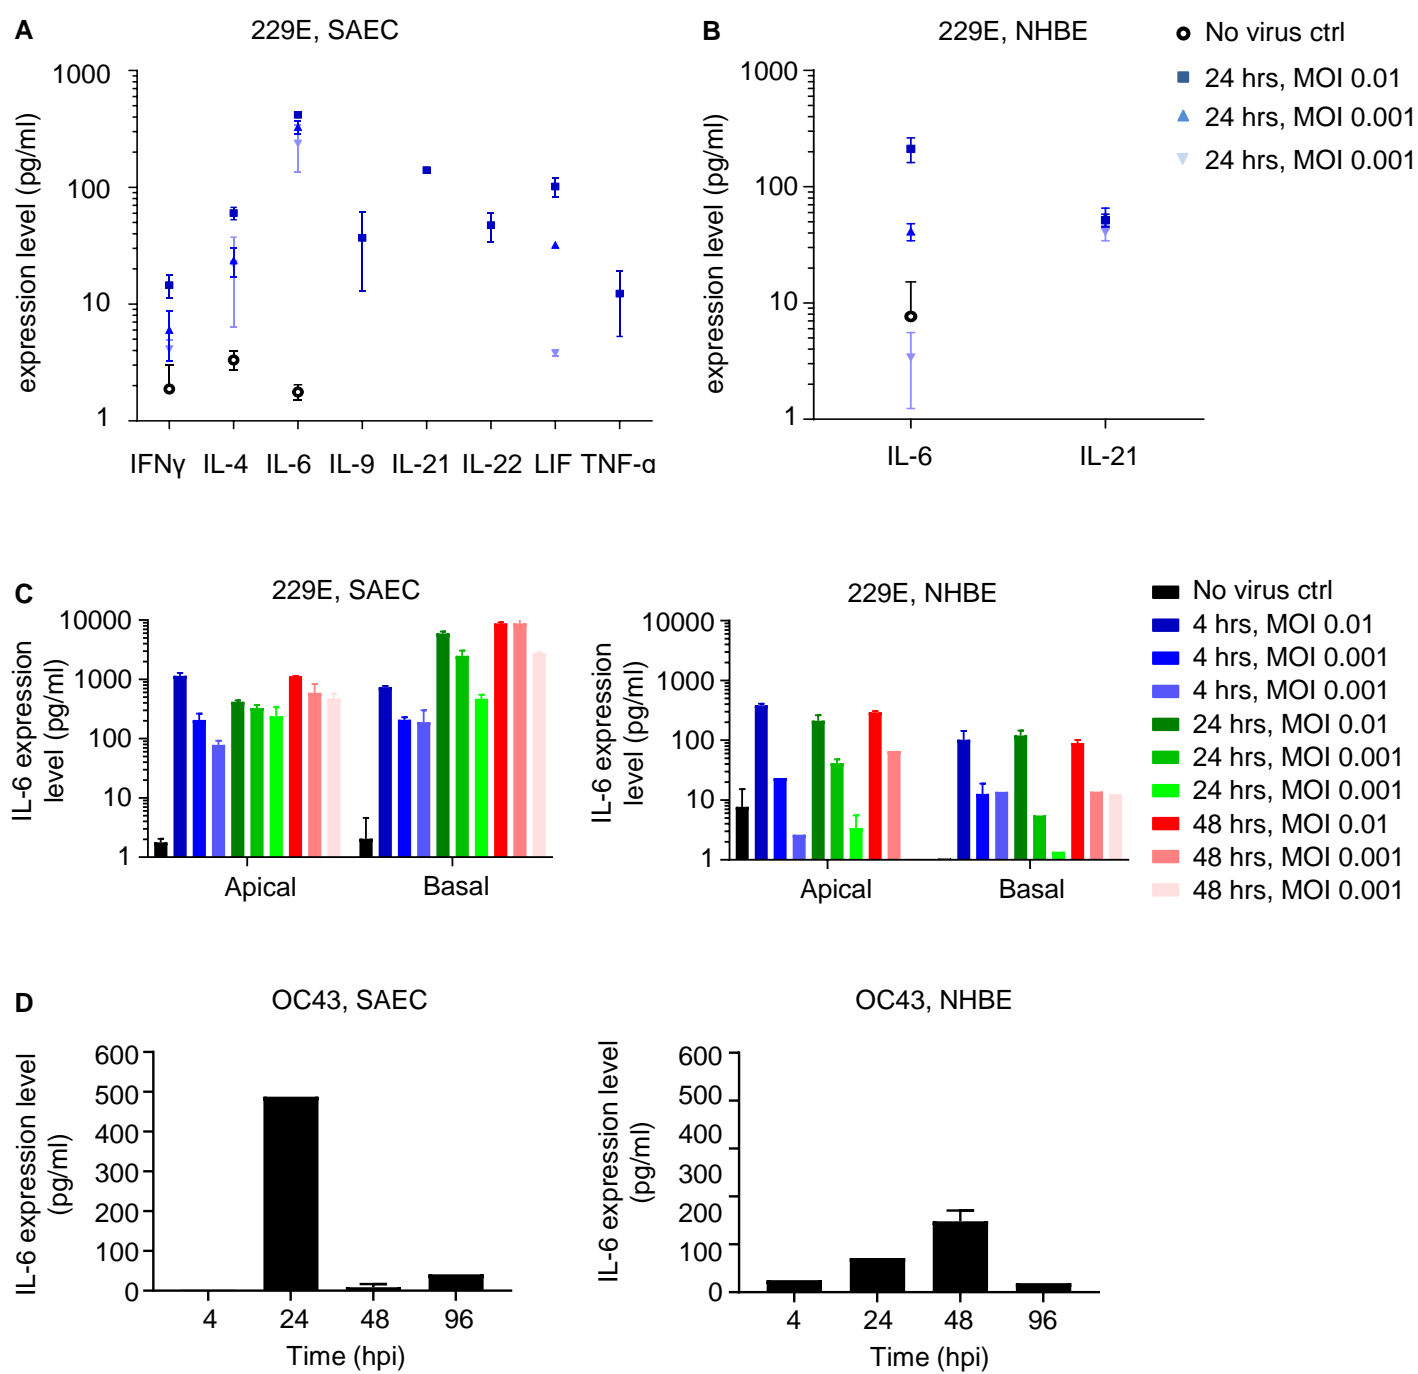 A
229E, SAEC
expression level (pg/ml)
1000
100
10
1
IFNγ IL-4 IL-6 IL-9 IL-21 IL-22 LIF TNF-α
B
229E, NHBE
expression level (pg/ml)
1000
100
10
1
IL-6 IL-21
No virus ctrl
24 hrs, MOI 0.01
24 hrs, MOI 0.001
24 hrs, MOI 0.001
C
229E, SAEC
IL-6 expression
level (pg/ml)
10000
1000
100
10
1
Apical Basal
229E, NHBE
IL-6 expression
level (pg/ml)
10000
1000
100
10
1
Apical Basal
No virus ctrl
4 hrs, MOI 0.01
4 hrs, MOI 0.001
4 hrs, MOI 0.001
24 hrs, MOI 0.01
24 hrs, MOI 0.001
24 hrs, MOI 0.001
48 hrs, MOI 0.01
48 hrs, MOI 0.001
48 hrs, MOI 0.001
D
OC43, SAEC
IL-6 expression level
(pg/ml)
600
500
400
300
200
100
0
4 24 48 96
Time (hpi)
OC43, NHBE
IL-6 expression level
(pg/ml)
600
500
400
200
100
0
4 24 48 96
Time (hpi)